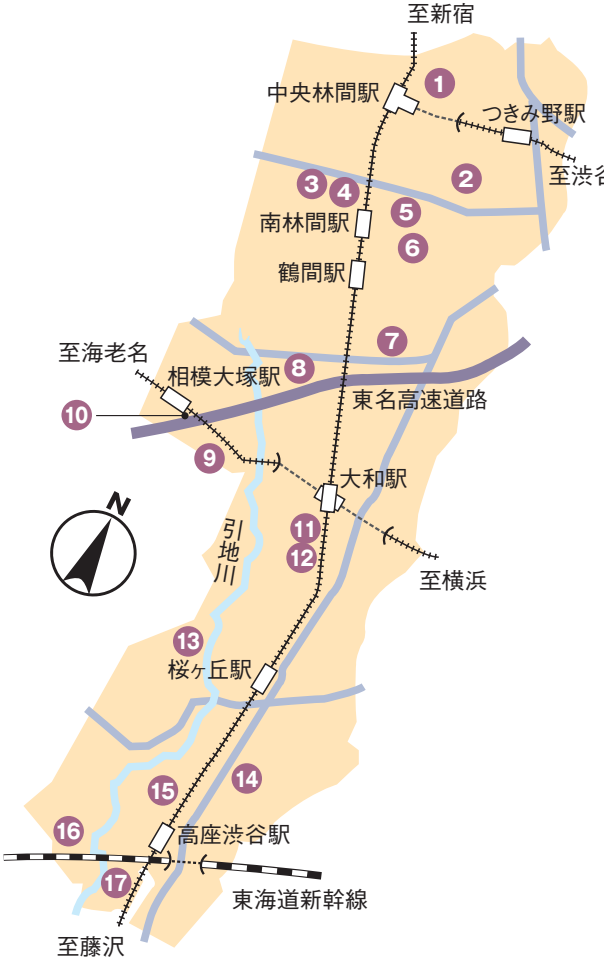 至新宿
1
中央林間駅
つきみ野駅
至渋谷
2
3
4
5
南林間駅
6
鶴間駅
7
至海老名
8
相模大塚駅
東名高速道路
10
9
大和駅
N
11
引地川
12
至横浜
13
桜ヶ丘駅
14
15
16
高座渋谷駅
17
東海道新幹線
至藤沢